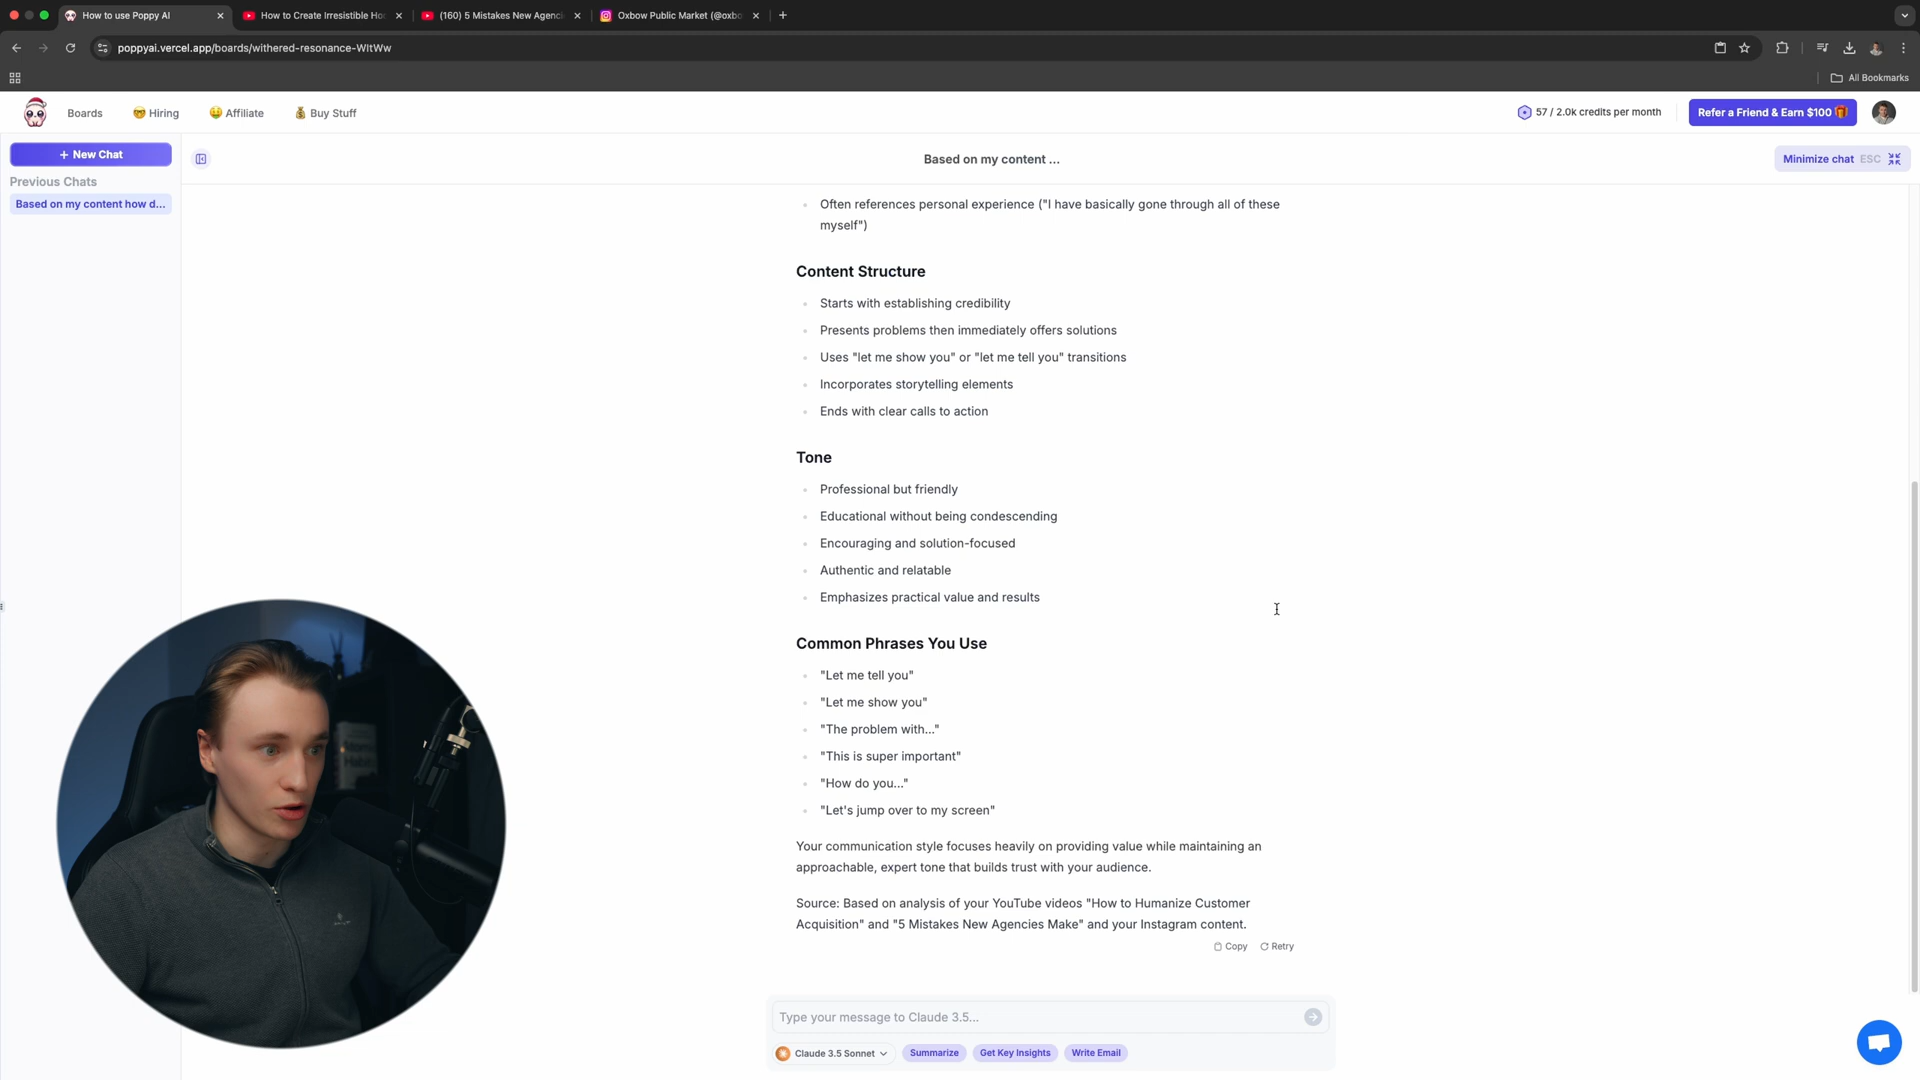 How to use Poppy AI
How to Create Irresistible Hoo
(160) 5 Mistakes New Agenci
Oxbow Public Market (@oxbo
poppyai.vercel.app/boards/withered-resonance-WltWw
All Bookmarks
Boards
Hiring
Affiliate
Buy Stuff
57 / 2.0k credits per month
Refer a Friend & Earn $100
+ New Chat
Based on my content ...
Minimize chat ESC
Previous Chats
Based on my content how d...
Often references personal experience ("I have basically gone through all of these
myself")
Content Structure
Starts with establishing credibility
Presents problems then immediately offers solutions
Uses "let me show you" or "let me tell you" transitions
Incorporates storytelling elements
Ends with clear calls to action
Tone
Professional but friendly
Educational without being condescending
Encouraging and solution-focused
Authentic and relatable
Emphasizes practical value and results
Common Phrases You Use
"Let me tell you"
"Let me show you"
"The problem with..."
"This is super important"
"How do you..."
"Let's jump over to my screen"
Your communication style focuses heavily on providing value while maintaining an
approachable, expert tone that builds trust with your audience.
Source: Based on analysis of your YouTube videos "How to Humanize Customer
Acquisition" and "5 Mistakes New Agencies Make" and your Instagram content.
Copy
Retry
Type your message to Claude 3.5...
Claude 3.5 Sonnet
Summarize
Get Key Insights
Write Email